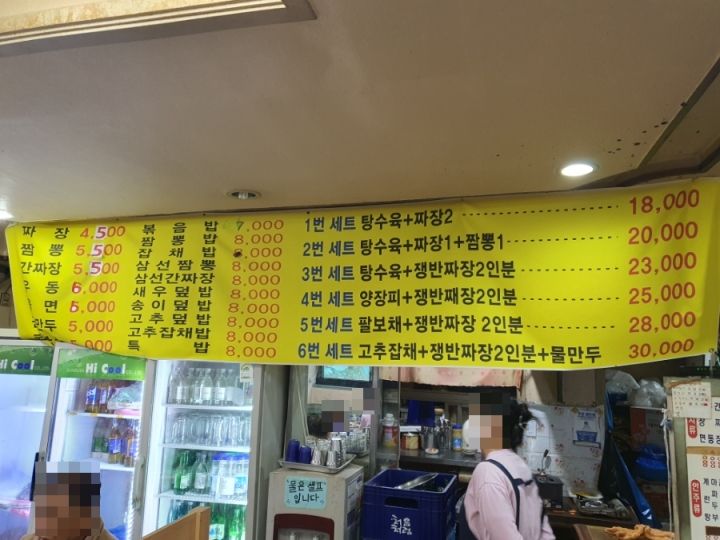 짜장 4,500
짬뽕 5,500
간짜장 5,500
우동 6,000
면 6,000
만두 5,000
5,000
볶음밥 7,000
짬뽕밥 8,000
잡채밥 8,000
삼선짬뽕 8,000
삼선간짜장 8,000
새우덮밥 8,000
송이덮밥 8,000
고추덮밥 8,000
고추잡채밥 8,000
특밥 8,000
1번 세트 탕수육+짜장2 18,000
2번 세트 탕수육+짜장1+짬뽕1 20,000
3번 세트 탕수육+쟁반짜장2인분 23,000
4번 세트 양장피+쟁반째장2인분 25,000
5번 세트 팔보채+쟁반짜장 2인분 28,000
6번 세트 고추잡채+쟁반짜장2인분+물만두 30,000
Hi Cool
Hi Cool
물은 셀프
입니다
처음
처럼